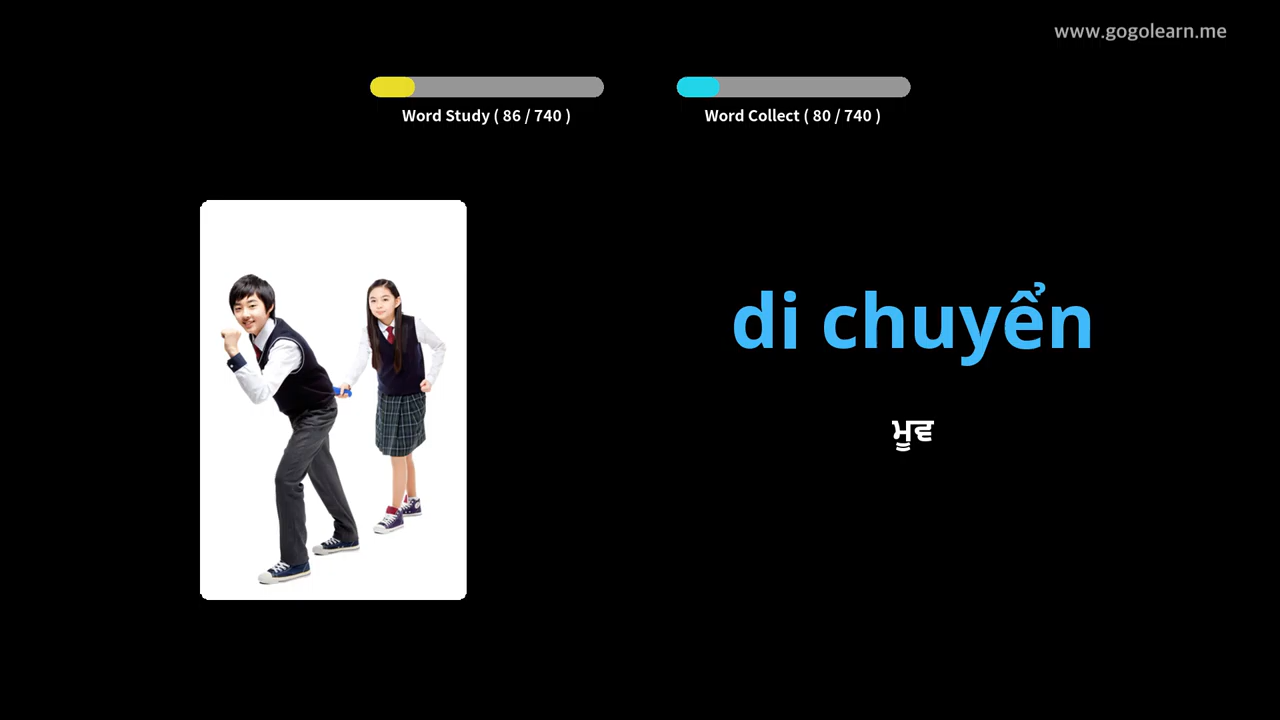 www.gogolearn.me
Word Study ( 86 / 740 )
Word Collect ( 80 / 740 )
di chuyển
ਮੂਵ